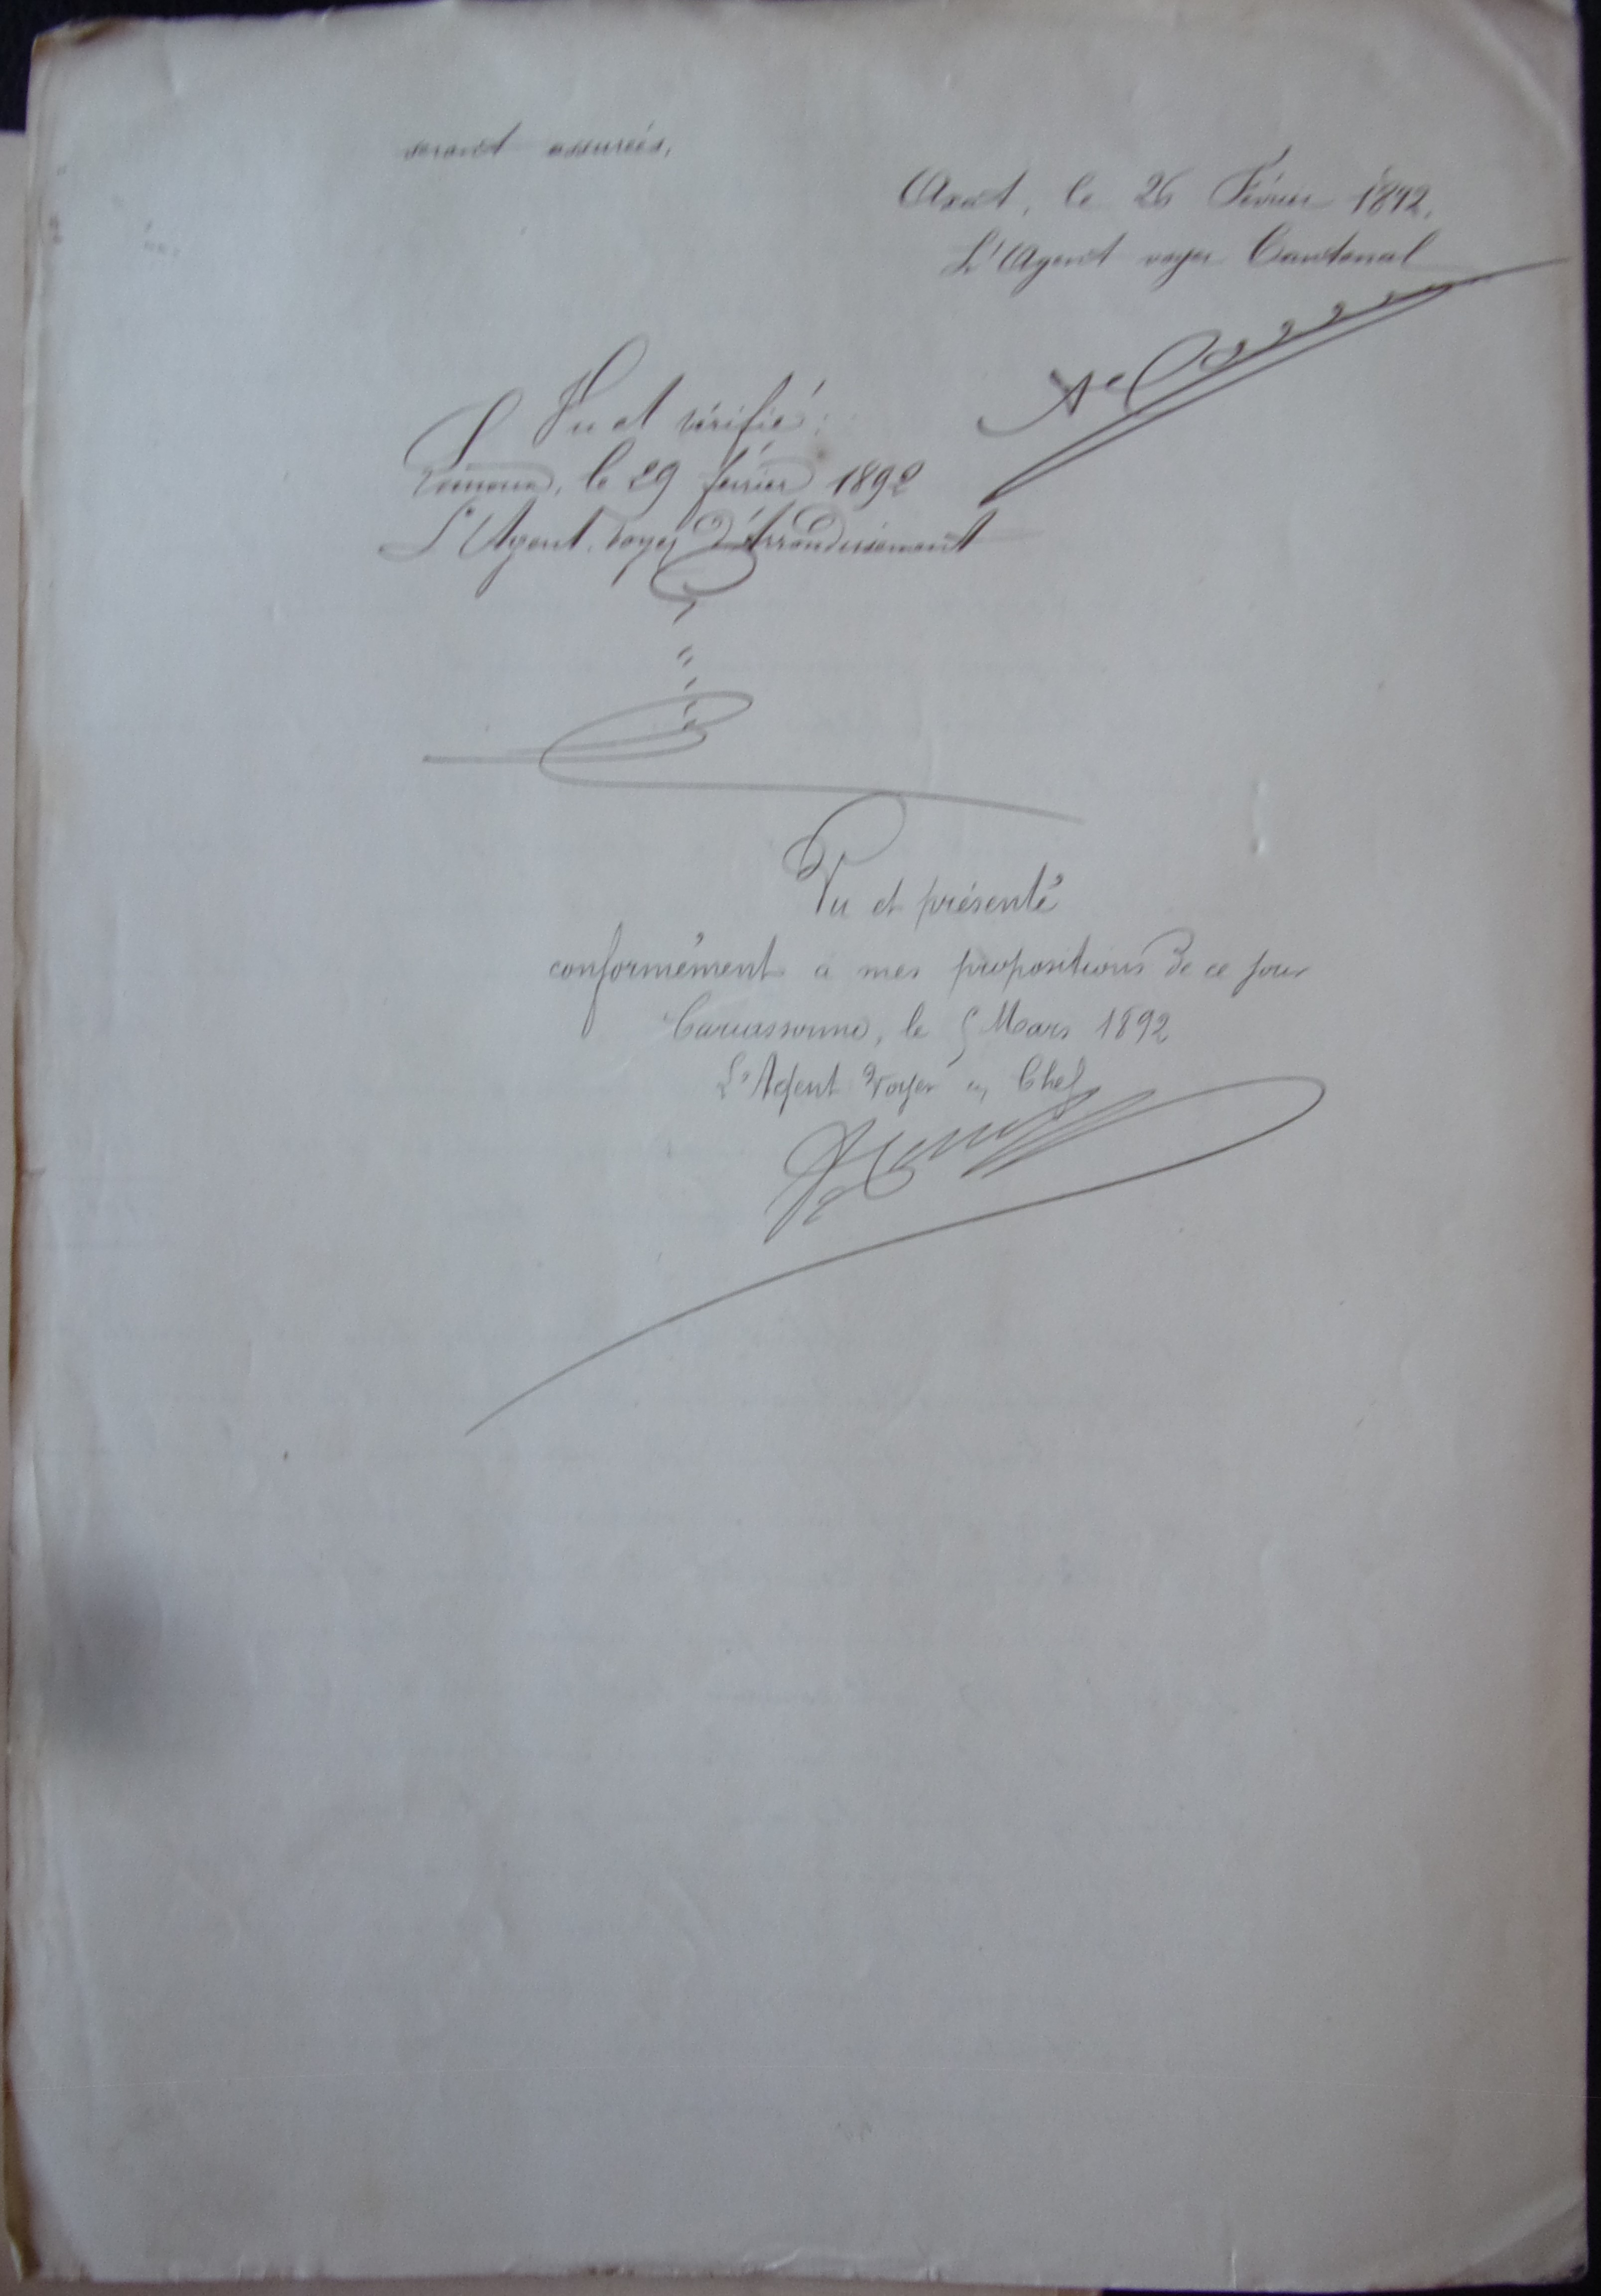 seront assurées,
Axat, le 26 Février 1892.
L'Agent voyer Cantonal
Vu et vérifié :
Limoux, le 29 février 1892
L'Agent voyer d'Arrondissement
Vu et présenté
conformément à mes propositions de ce jour
Carcassonne, le 5 Mars 1892
L'Agent Voyer en Chef